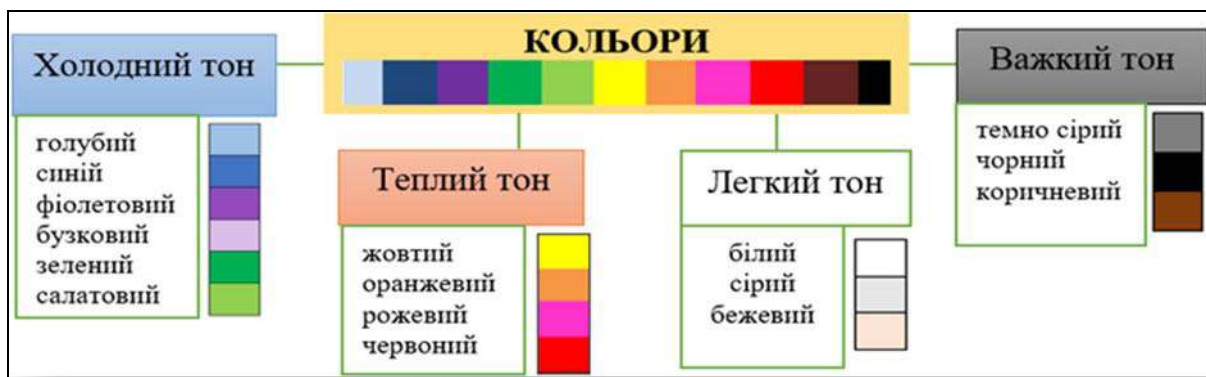 КОЛЬОРИ
Холодний тон
голубий
синій
фіолетовий
бузковий
зелений
салатовий
Теплий тон
жовтий
оранжевий
рожевий
червоний
Легкий тон
білий
сірий
бежевий
Важкий тон
темно сірий
чорний
коричневий